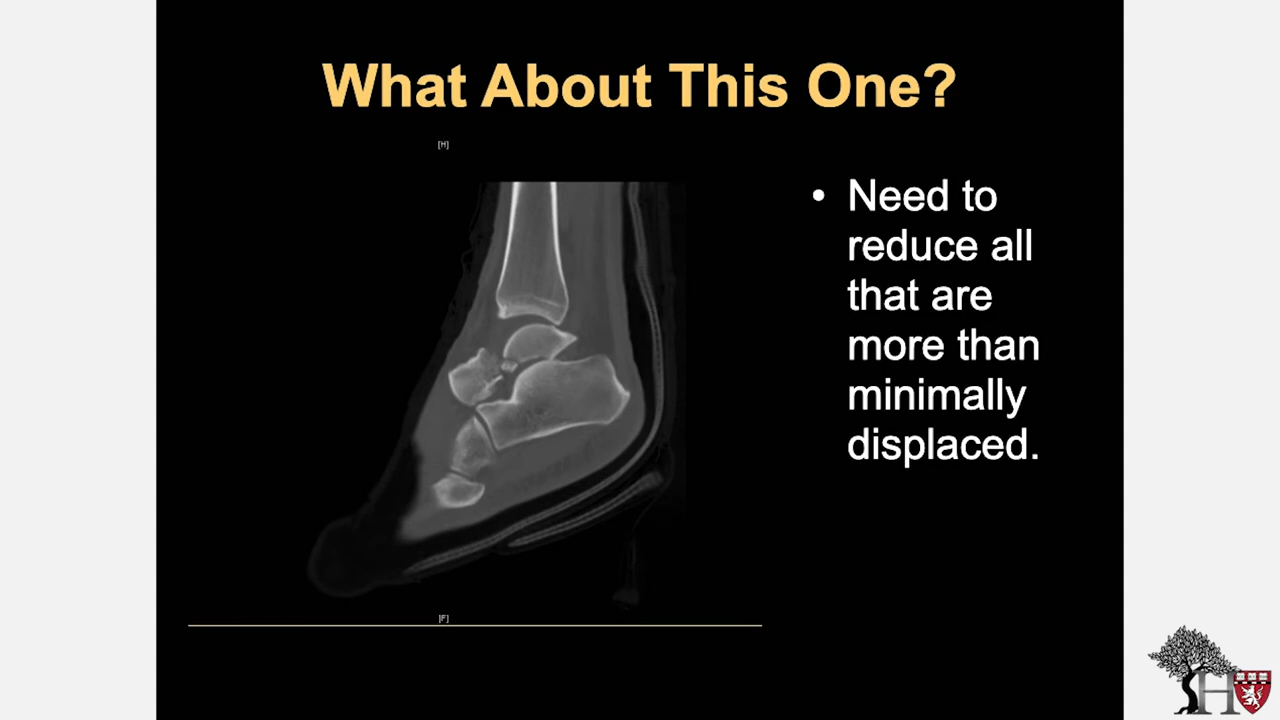 What About This One?
[H]
• Need to
reduce all
that are
more than
minimally
displaced.
[F]
H